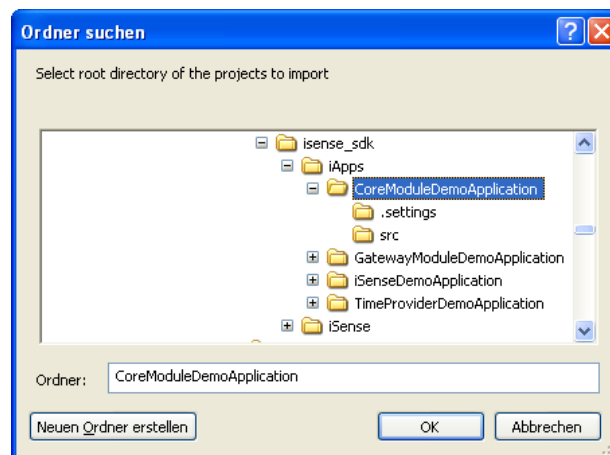 Ordner suchen
Select root directory of the projects to import
isense_sdk
iApps
CoreModuleDemoApplication
.settings
src
GatewayModuleDemoApplication
iSenseDemoApplication
TimeProviderDemoApplication
iSense
Ordner: CoreModuleDemoApplication
Neuen Ordner erstellen OK Abbrechen